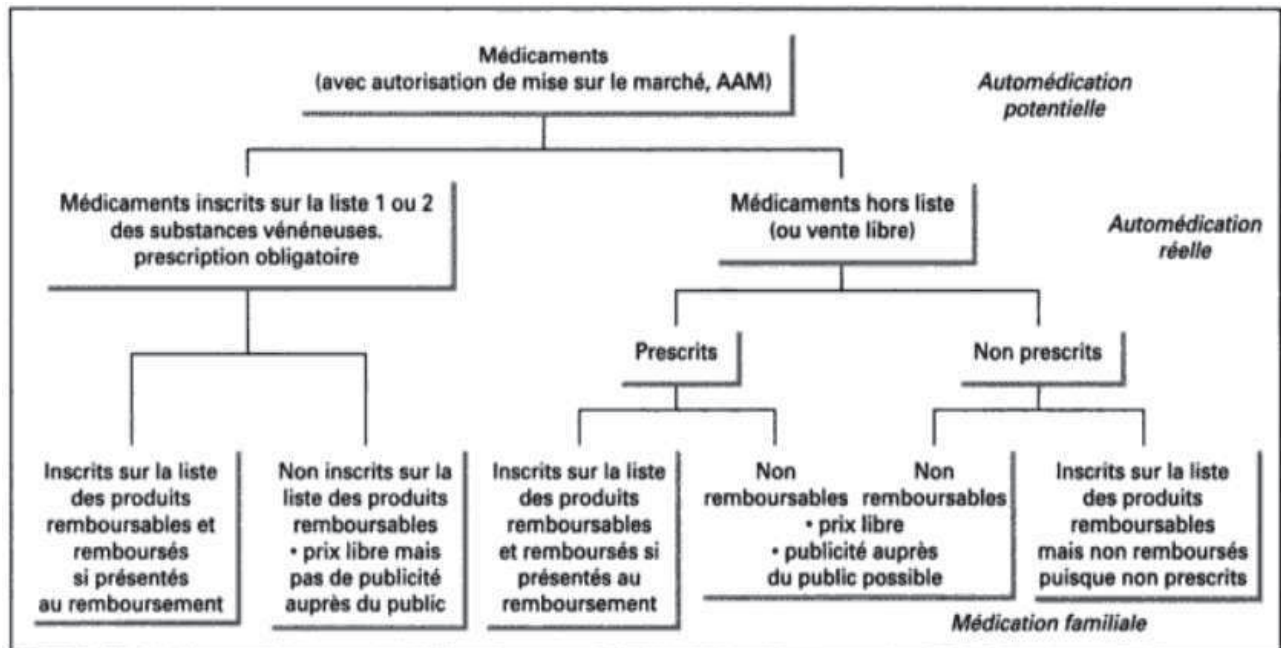 Médicaments
(avec autorisation de mise sur le marché, AAM)
Automédication
potentielle
Médicaments inscrits sur la liste 1 ou 2
des substances vénéneuses.
prescription obligatoire
Médicaments hors liste
(ou vente libre)
Automédication
réelle
Prescrits
Non prescrits
Inscrits sur la liste
des produits
remboursables et
remboursés
si présentés
au remboursement
Non inscrits sur la
liste des produits
remboursables
• prix libre mais
pas de publicité
auprès du public
Inscrits sur la liste
des produits
remboursables
et remboursés si
présentés au
remboursement
Non Non
remboursables remboursables
• prix libre
• publicité auprès
du public possible
Inscrits sur la liste
des produits
remboursables
mais non remboursés
puisque non prescrits
Médication familiale